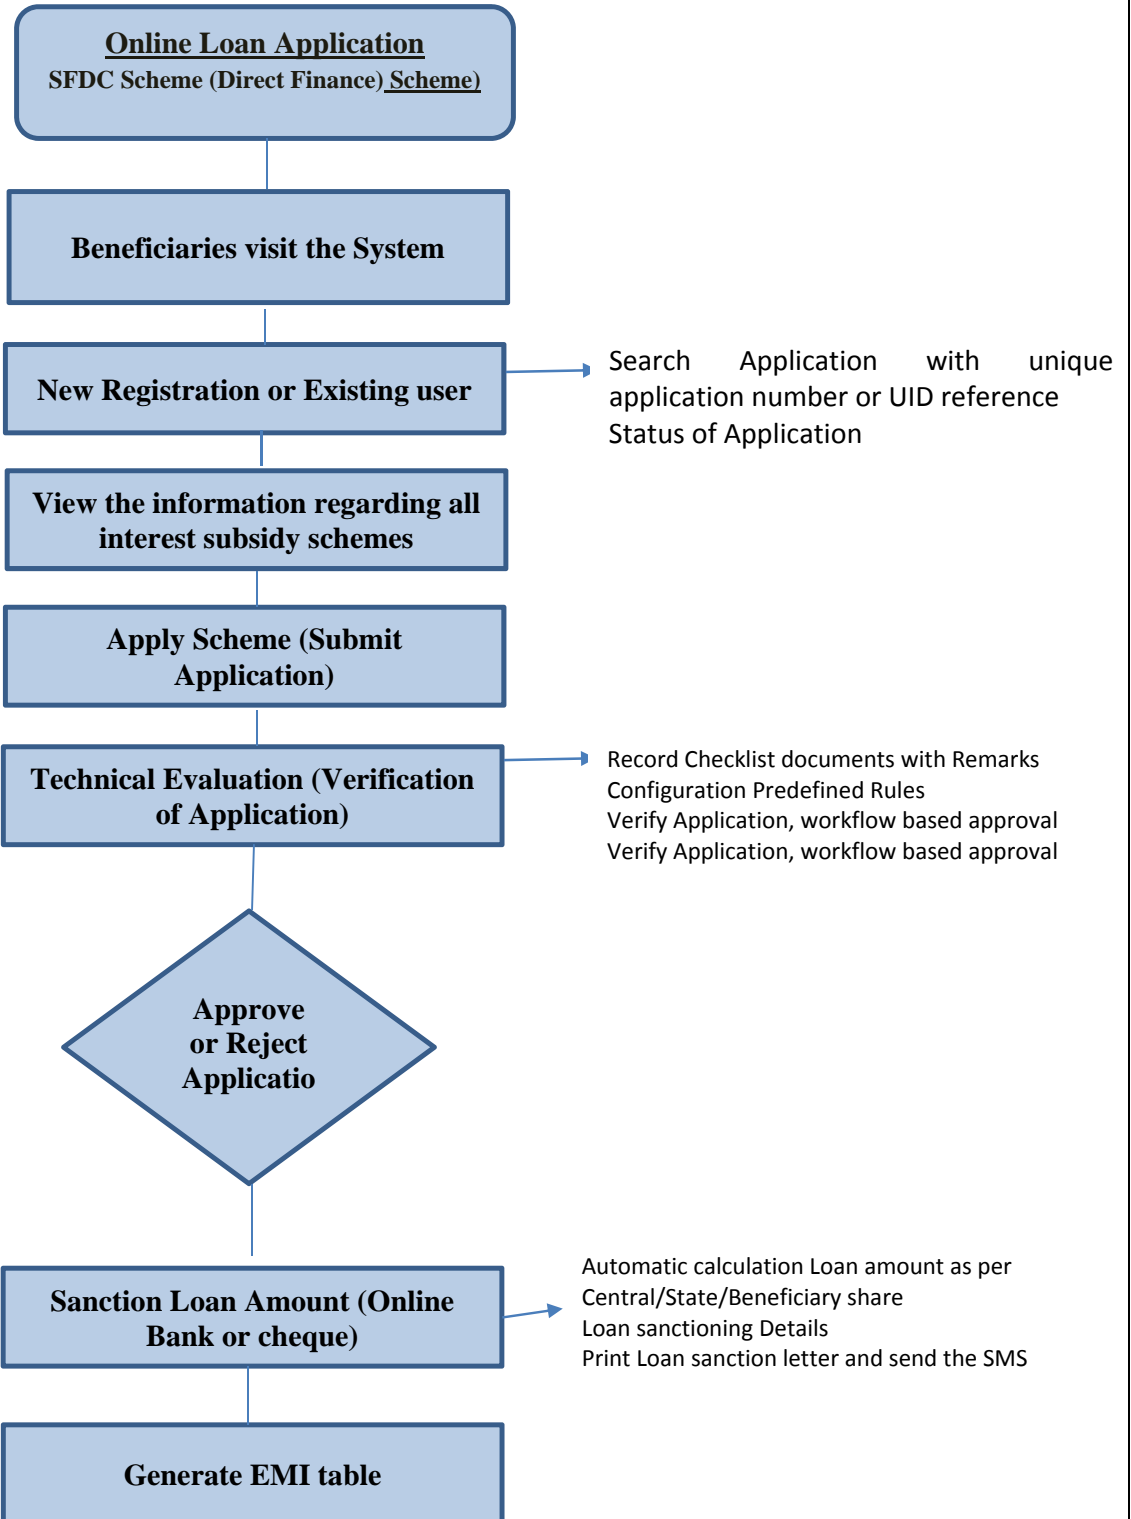 Online Loan Application
SFDC Scheme (Direct Finance) Scheme)
Beneficiaries visit the System
New Registration or Existing user
Search Application with unique
application number or UID reference
Status of Application
View the information regarding all
interest subsidy schemes
Apply Scheme (Submit
Application)
Technical Evaluation (Verification
of Application)
Record Checklist documents with Remarks
Configuration Predefined Rules
Verify Application, workflow based approval
Verify Application, workflow based approval
Approve
or Reject
Applicatio
Sanction Loan Amount (Online
Bank or cheque)
Automatic calculation Loan amount as per
Central/State/Beneficiary share
Loan sanctioning Details
Print Loan sanction letter and send the SMS
Generate EMI table